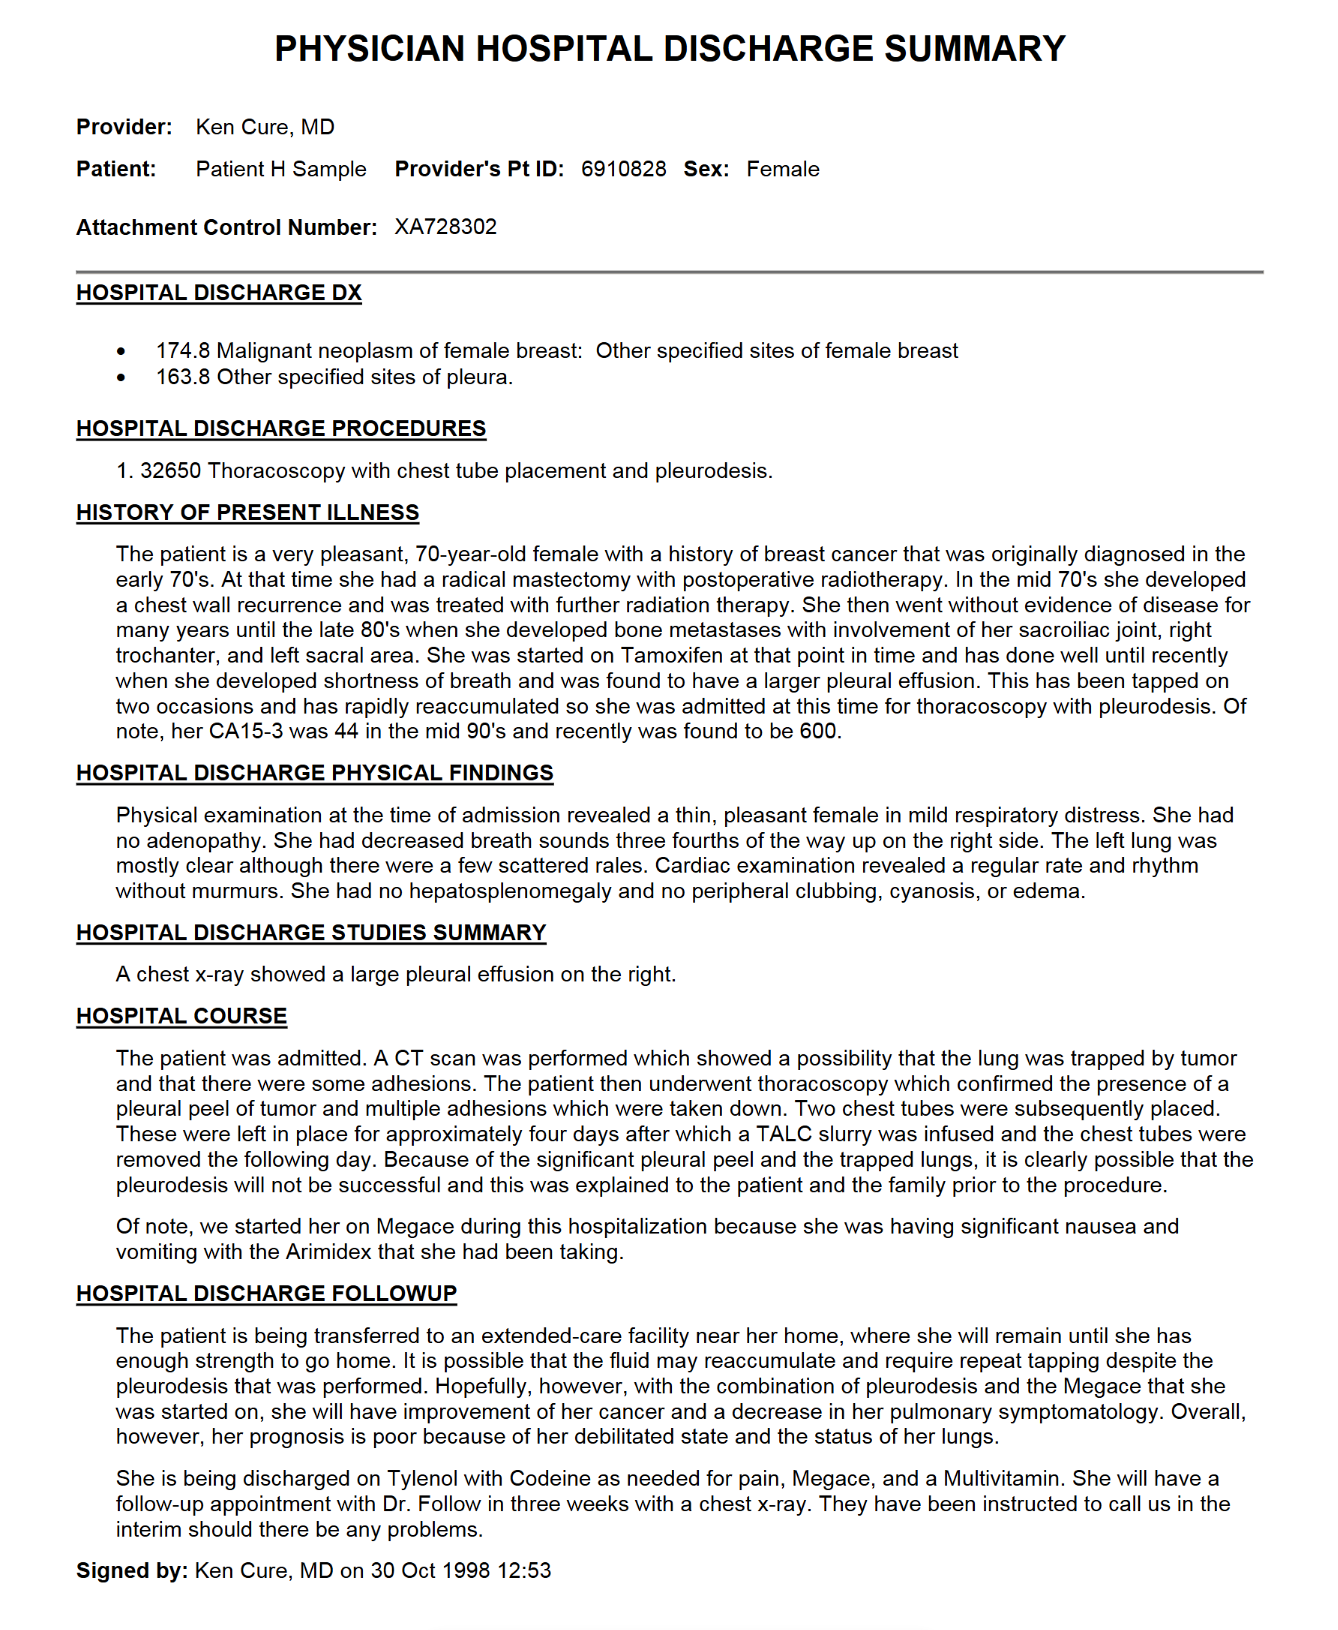 PHYSICIAN HOSPITAL DISCHARGE SUMMARY
Provider: Ken Cure, MD
Patient: Patient H Sample Provider's Pt ID: 6910828 Sex: Female
Attachment Control Number: XA728302
HOSPITAL DISCHARGE DX
• 174.8 Malignant neoplasm of female breast: Other specified sites of female breast
• 163.8 Other specified sites of pleura.
HOSPITAL DISCHARGE PROCEDURES
1. 32650 Thoracoscopy with chest tube placement and pleurodesis.
HISTORY OF PRESENT ILLNESS
The patient is a very pleasant, 70-year-old female with a history of breast cancer that was originally diagnosed in the
early 70's. At that time she had a radical mastectomy with postoperative radiotherapy. In the mid 70's she developed
a chest wall recurrence and was treated with further radiation therapy. She then went without evidence of disease for
many years until the late 80's when she developed bone metastases with involvement of her sacroiliac joint, right
trochanter, and left sacral area. She was started on Tamoxifen at that point in time and has done well until recently
when she developed shortness of breath and was found to have a larger pleural effusion. This has been tapped on
two occasions and has rapidly reaccumulated so she was admitted at this time for thoracoscopy with pleurodesis. Of
note, her CA15-3 was 44 in the mid 90's and recently was found to be 600.
HOSPITAL DISCHARGE PHYSICAL FINDINGS
Physical examination at the time of admission revealed a thin, pleasant female in mild respiratory distress. She had
no adenopathy. She had decreased breath sounds three fourths of the way up on the right side. The left lung was
mostly clear although there were a few scattered rales. Cardiac examination revealed a regular rate and rhythm
without murmurs. She had no hepatosplenomegaly and no peripheral clubbing, cyanosis, or edema.
HOSPITAL DISCHARGE STUDIES SUMMARY
A chest x-ray showed a large pleural effusion on the right.
HOSPITAL COURSE
The patient was admitted. A CT scan was performed which showed a possibility that the lung was trapped by tumor
and that there were some adhesions. The patient then underwent thoracoscopy which confirmed the presence of a
pleural peel of tumor and multiple adhesions which were taken down. Two chest tubes were subsequently placed.
These were left in place for approximately four days after which a TALC slurry was infused and the chest tubes were
removed the following day. Because of the significant pleural peel and the trapped lungs, it is clearly possible that the
pleurodesis will not be successful and this was explained to the patient and the family prior to the procedure.
Of note, we started her on Megace during this hospitalization because she was having significant nausea and
vomiting with the Arimidex that she had been taking.
HOSPITAL DISCHARGE FOLLOWUP
The patient is being transferred to an extended-care facility near her home, where she will remain until she has
enough strength to go home. It is possible that the fluid may reaccumulate and require repeat tapping despite the
pleurodesis that was performed. Hopefully, however, with the combination of pleurodesis and the Megace that she
was started on, she will have improvement of her cancer and a decrease in her pulmonary symptomatology. Overall,
however, her prognosis is poor because of her debilitated state and the status of her lungs.
She is being discharged on Tylenol with Codeine as needed for pain, Megace, and a Multivitamin. She will have a
follow-up appointment with Dr. Follow in three weeks with a chest x-ray. They have been instructed to call us in the
interim should there be any problems.
Signed by: Ken Cure, MD on 30 Oct 1998 12:53